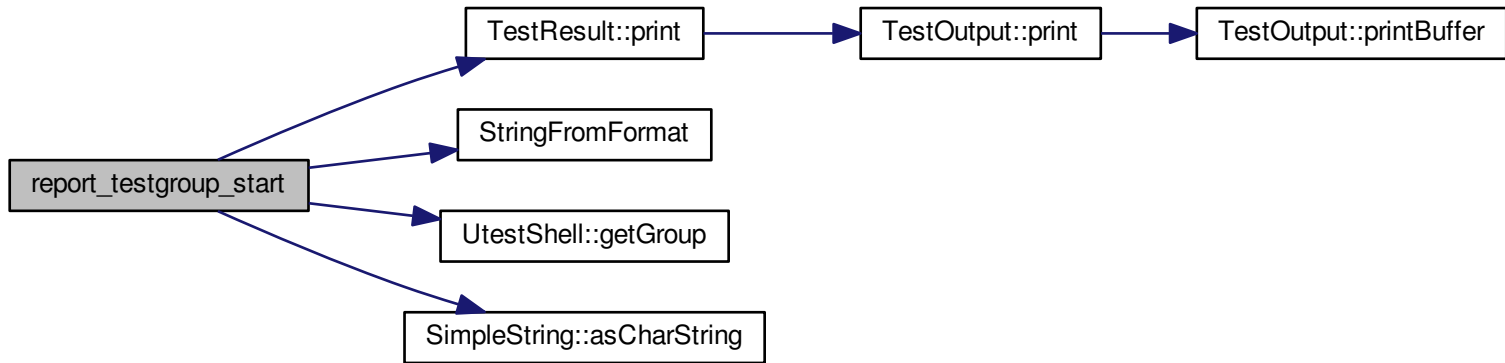 TestResult::print
TestOutput::print
TestOutput::printBuffer
StringFromFormat
report_testgroup_start
UtestShell::getGroup
SimpleString::asCharString